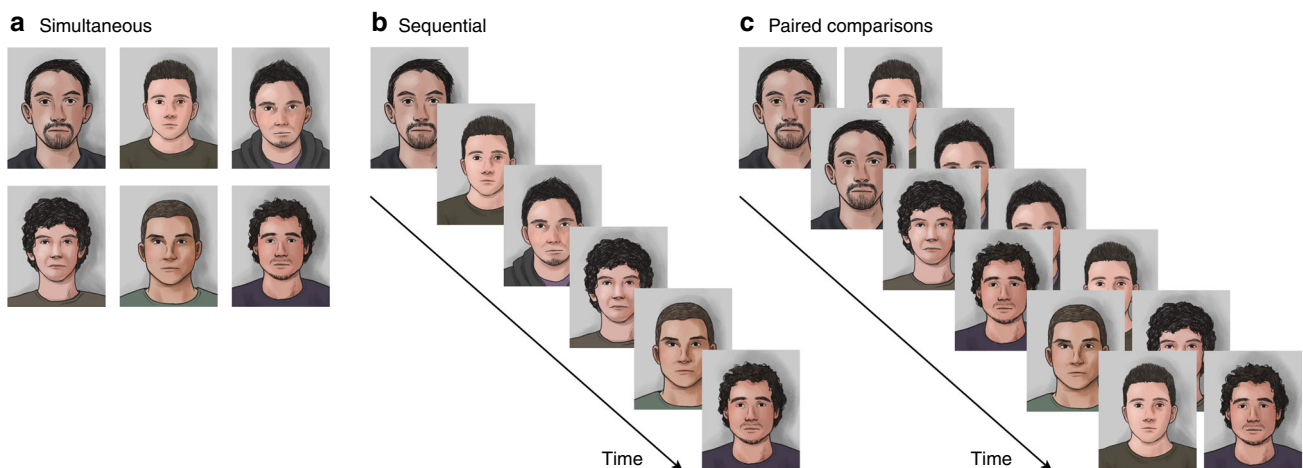 a Simultaneous
b Sequential
c Paired comparisons
Time
Time